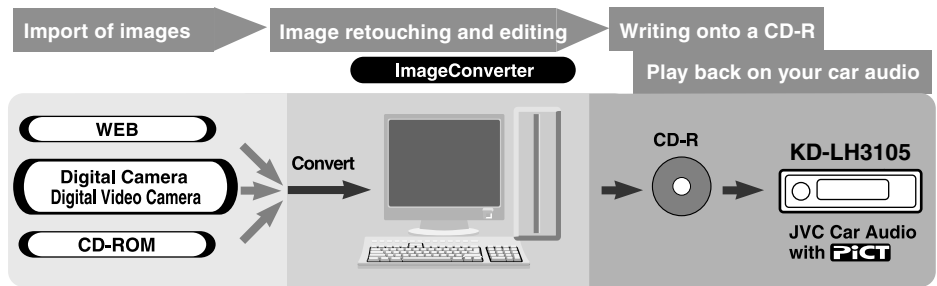 Import of images
Image retouching and editing
Writing onto a CD-R
ImageConverter
Play back on your car audio
WEB
Digital Camera
Digital Video Camera
CD-ROM
Convert
CD-R
KD-LH3105
JVC Car Audio
with PiCT